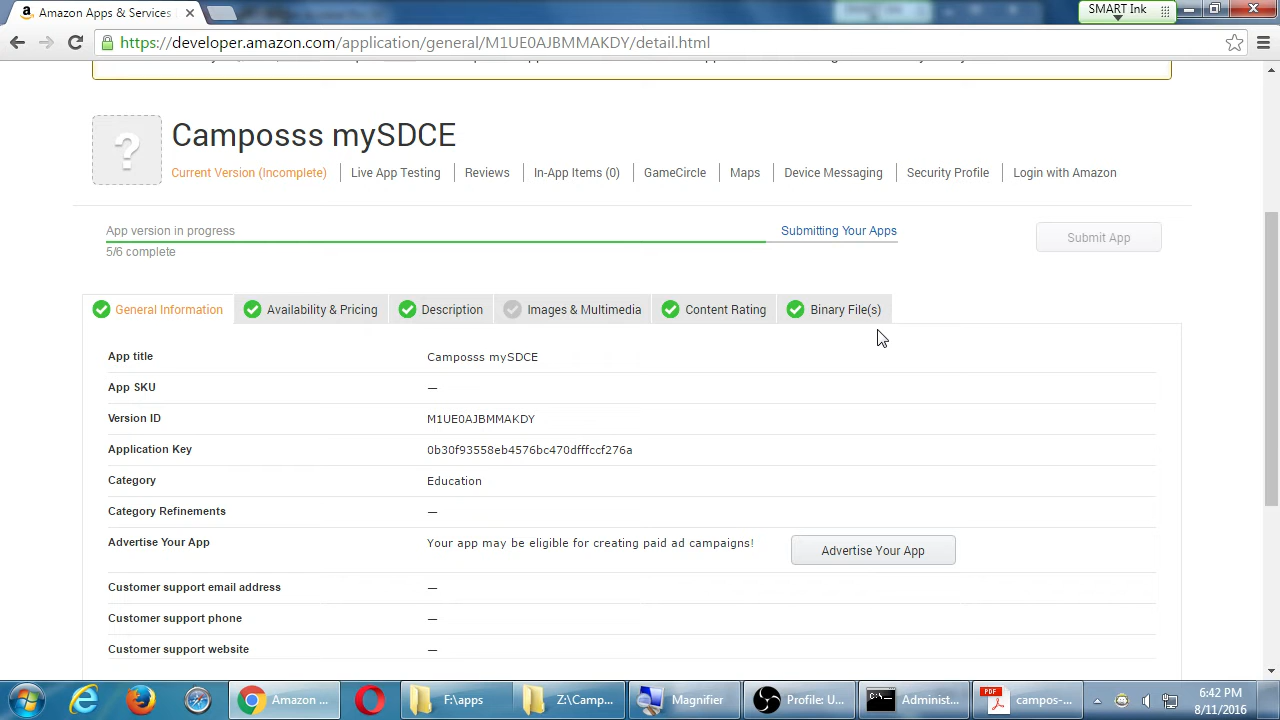 Amazon Apps & Services
SMART Ink
https://developer.amazon.com/application/general/M1UE0AJBMMAKDY/detail.html
?
Camposss mySDCE
Current Version (Incomplete)
Live App Testing
Reviews
In-App Items (0)
GameCircle
Maps
Device Messaging
Security Profile
Login with Amazon
App version in progress
Submitting Your Apps
5/6 complete
Submit App
General Information
Availability & Pricing
Description
Images & Multimedia
Content Rating
Binary File(s)
App title Camposss mySDCE
App SKU —
Version ID M1UE0AJBMMAKDY
Application Key 0b30f93558eb4576bc470dfffccf276a
Category Education
Category Refinements —
Advertise Your App Your app may be eligible for creating paid ad campaigns! Advertise Your App
Customer support email address —
Customer support phone —
Customer support website —
Amazon ...
F:\apps
Z:\Camp...
Magnifier
Profile: U...
Administ...
PDF
campos-...
6:42 PM
8/11/2016